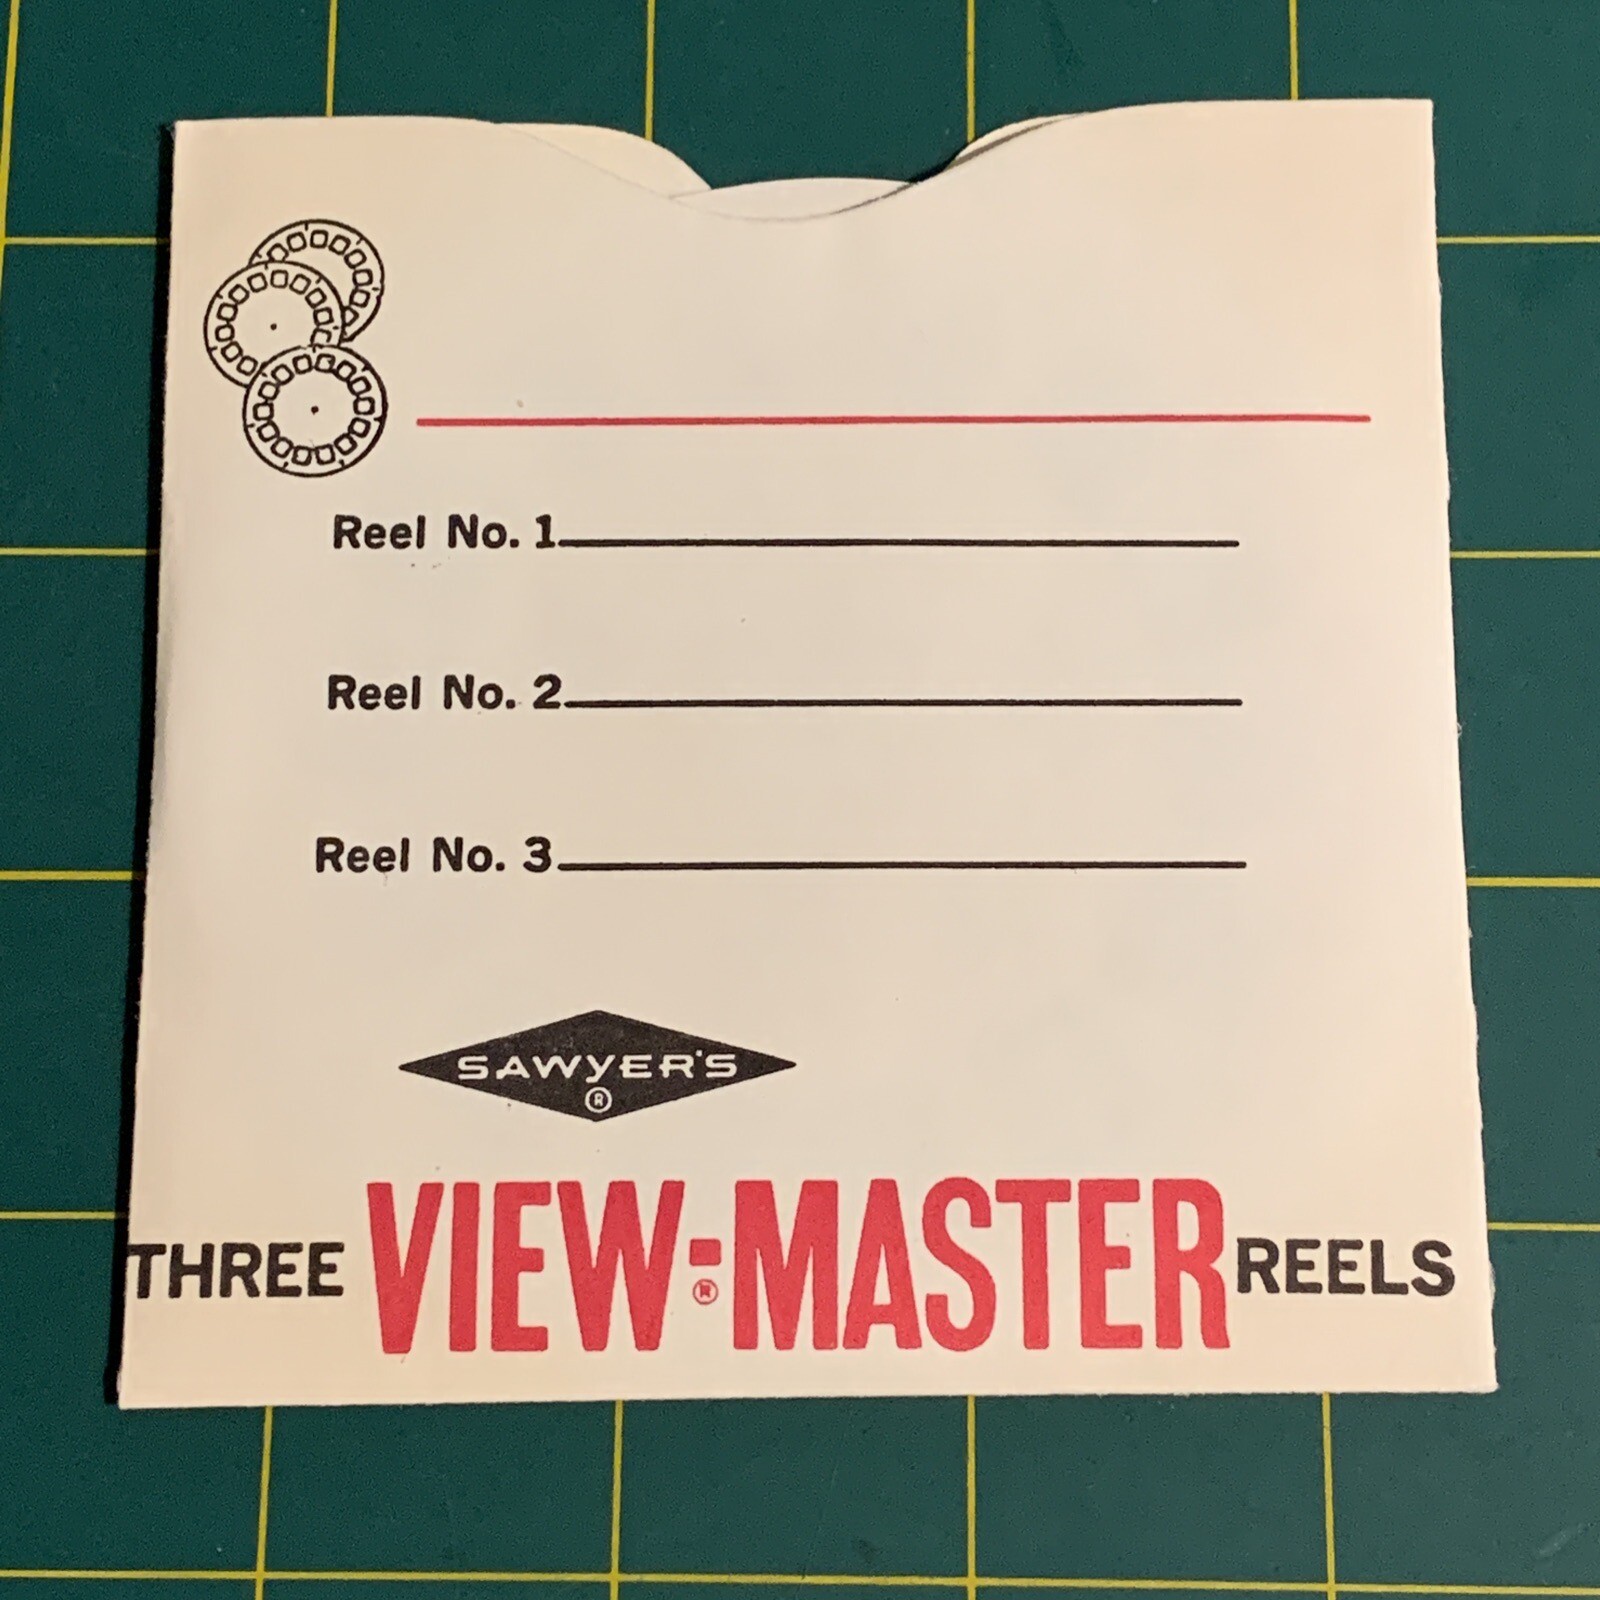 Reel No. 1
Reel No. 2
Reel No. 3
SAWYER'S
®
THREE VIEW-MASTER® REELS